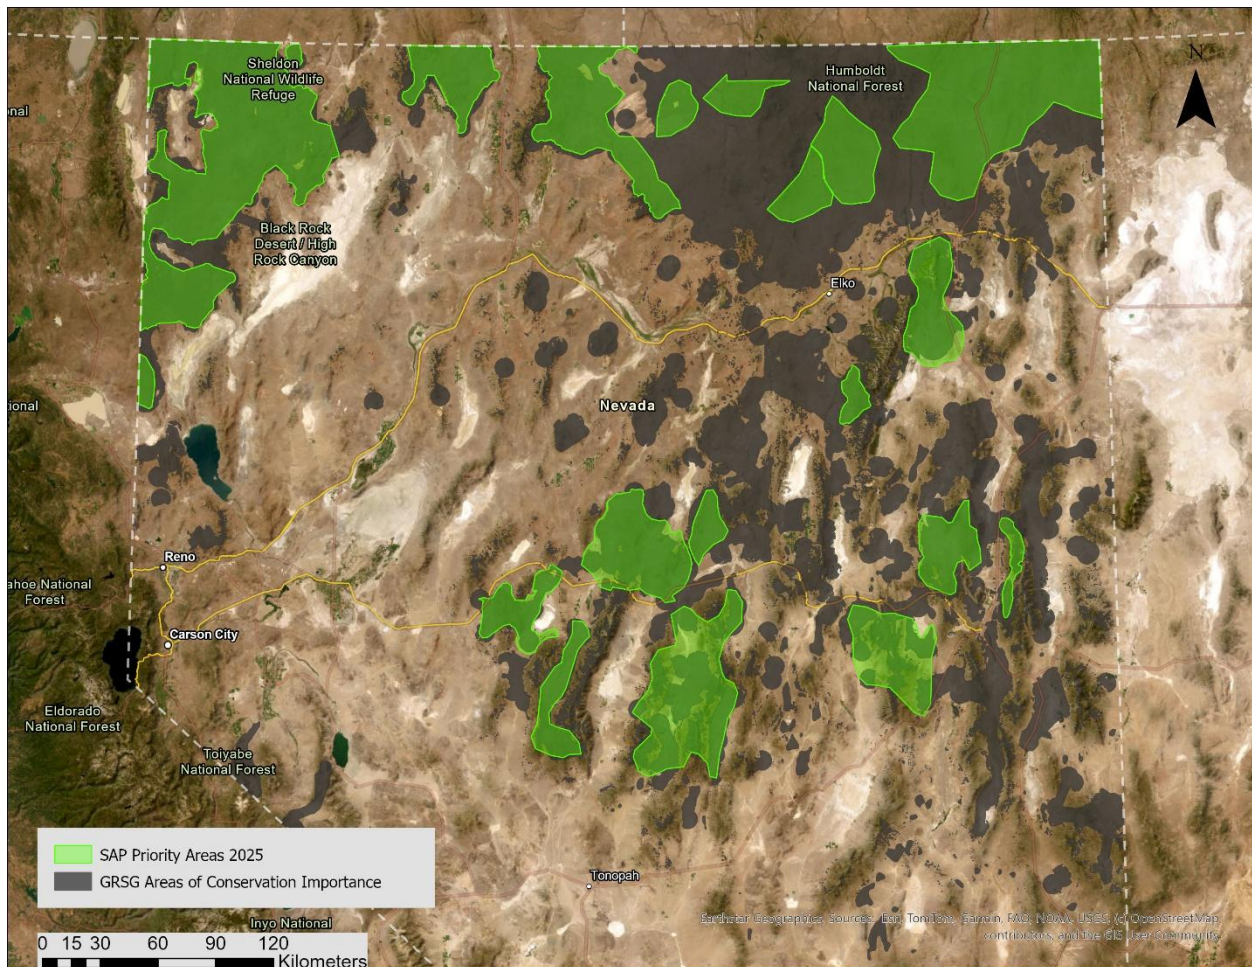 Sheldon
National Wildlife
Refuge
Humboldt
National Forest
N
onal
Black Rock
Desert / High
Rock Canyon
Elko
tional
Nevada
Reno
ahoe National
Forest
Carson City
Eldorado
National Forest
Toiyabe
National Forest
SAP Priority Areas 2025
GRSG Areas of Conservation Importance
Tonopah
Inyo National
Earthstar Geographics, Sources: Esri, TomTom, Garmin, FAO, NOAA, USGS, (c) OpenStreetMap
contributors, and the GIS User Community
0 15 30 60 90 120
Kilometers